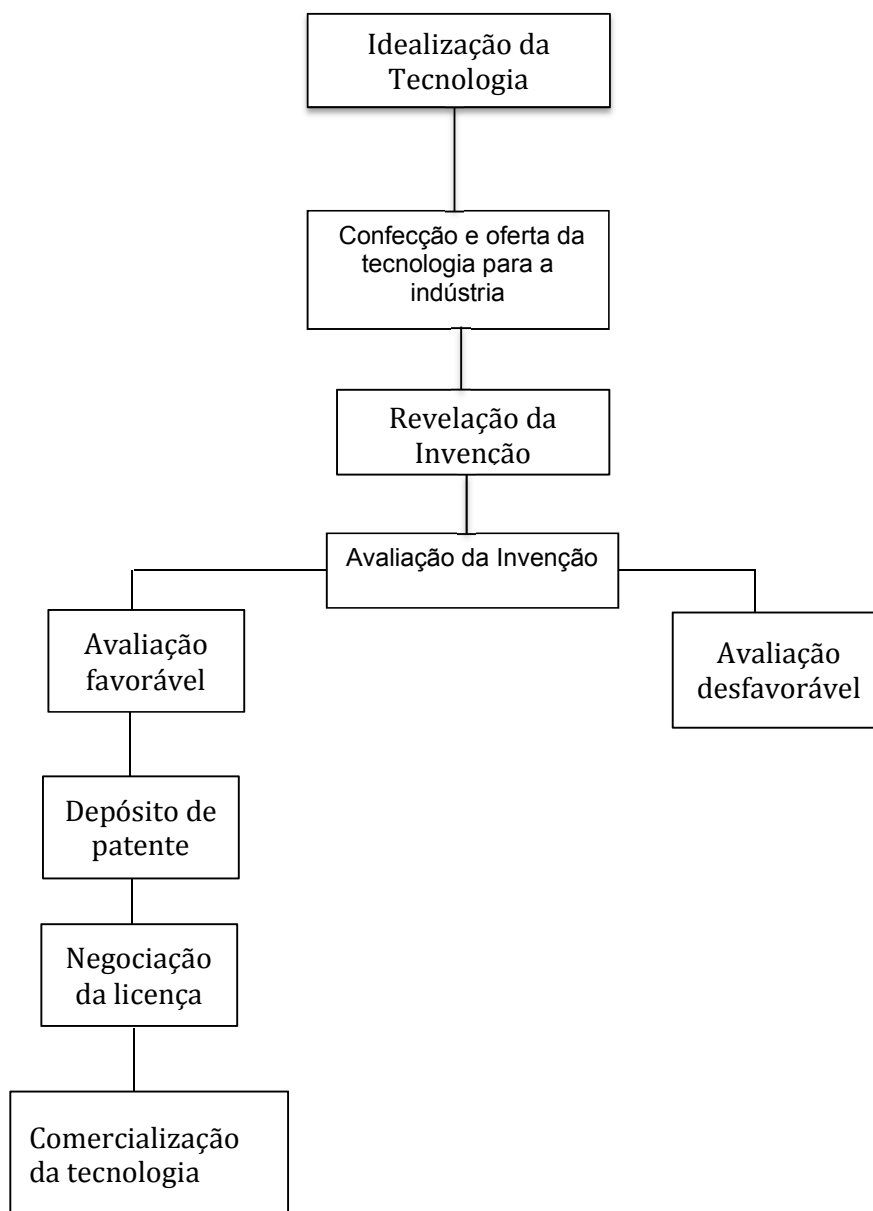 Idealização da
Tecnologia
Confecção e oferta da
tecnologia para a
indústria
Revelação da
Invenção
Avaliação da Invenção
Avaliação
favorável
Avaliação
desfavorável
Depósito de
patente
Negociação
da licença
Comercialização
da tecnologia